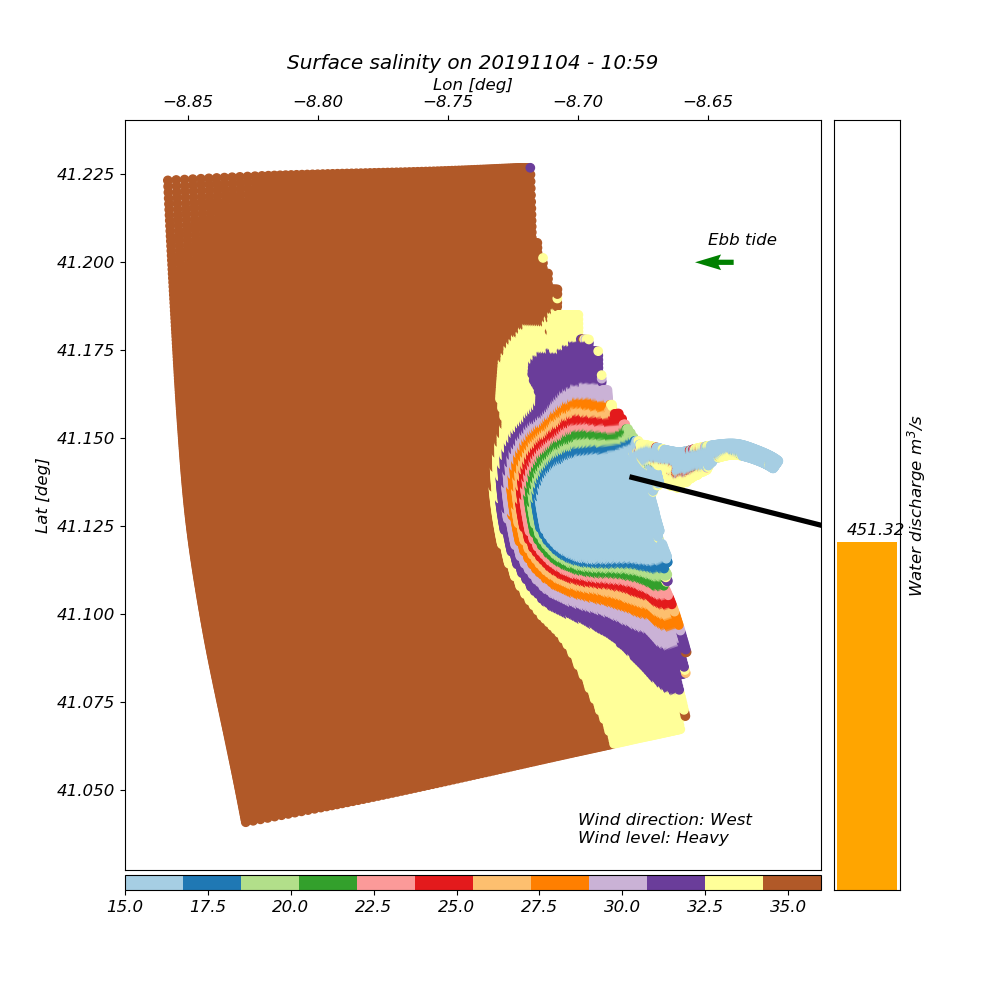 Surface salinity on 20191104 - 10:59
Lon [deg]
−8.85 −8.80 −8.75 −8.70 −8.65
41.225
41.200
41.175
41.150
41.125
41.100
41.075
41.050
Lat [deg]
Ebb tide
451.32
Water discharge m³/s
Wind direction: West
Wind level: Heavy
15.0 17.5 20.0 22.5 25.0 27.5 30.0 32.5 35.0